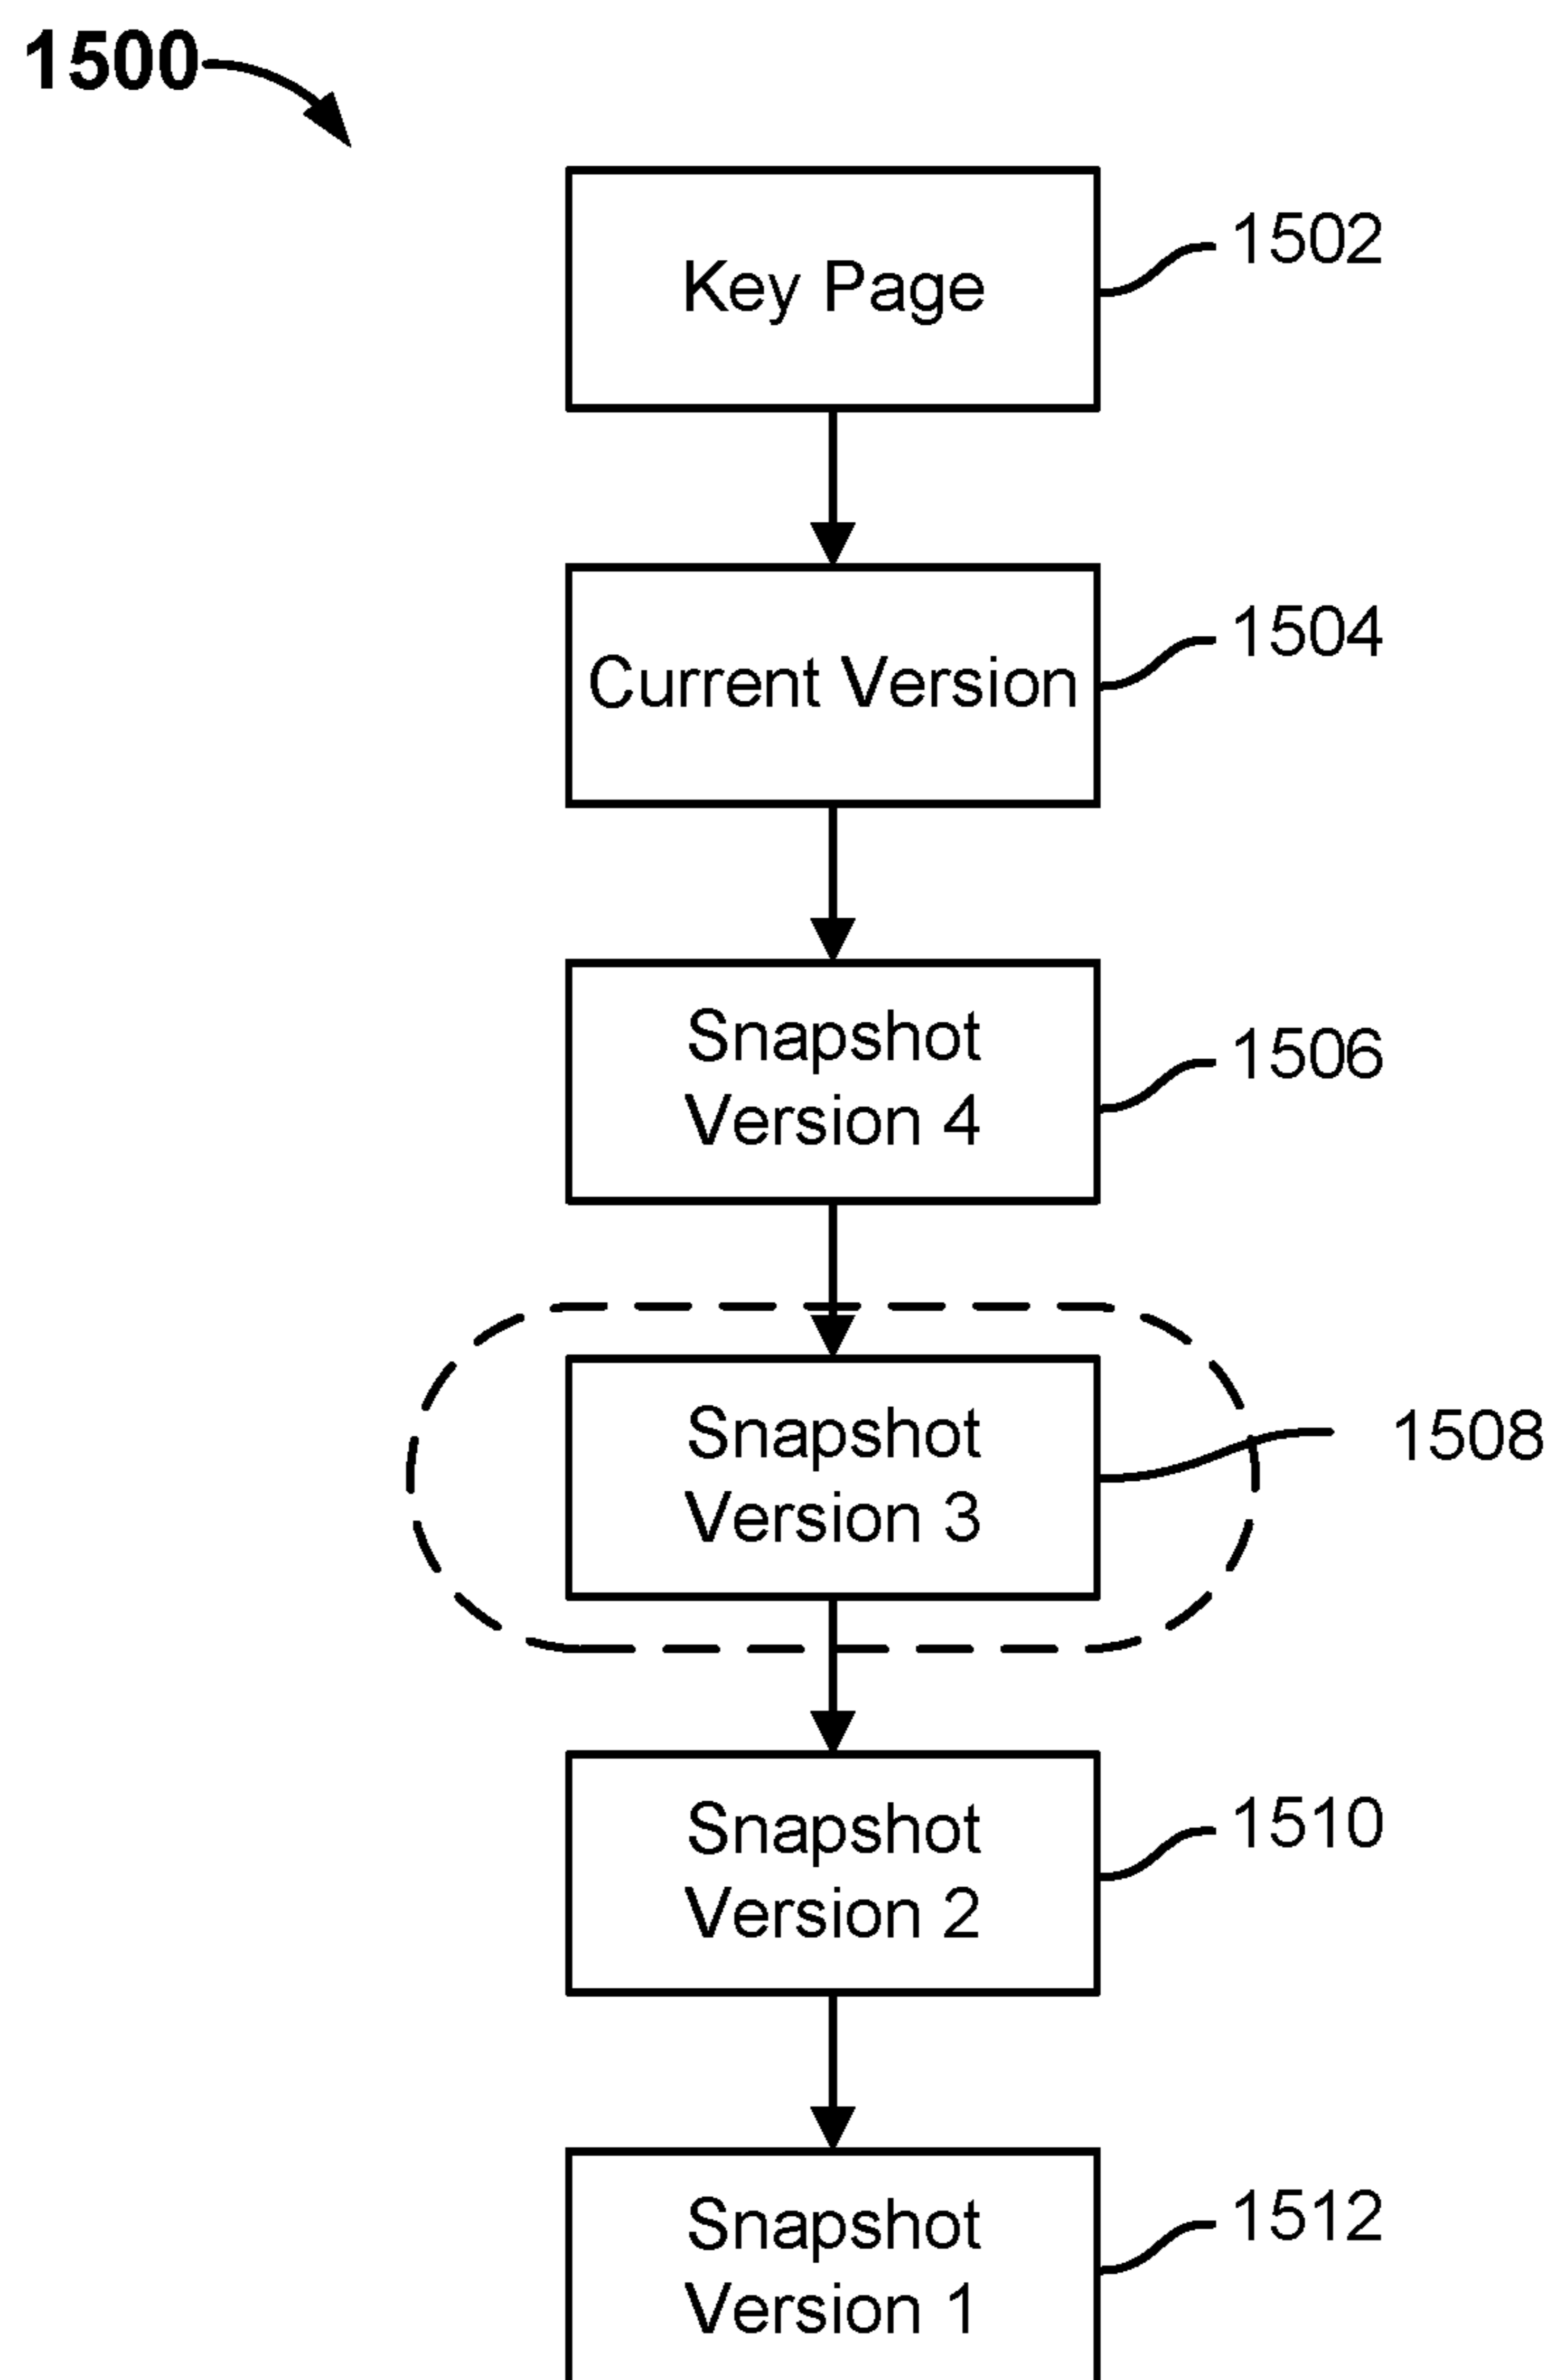 1500
Key Page
1502
Current Version
1504
Snapshot
Version 4
1506
Snapshot
Version 3
1508
Snapshot
Version 2
1510
Snapshot
Version 1
1512